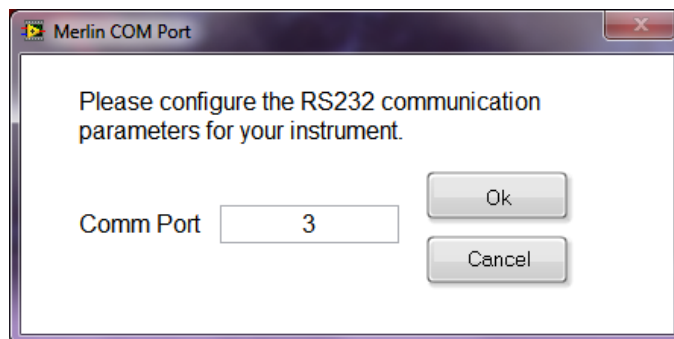 Merlin COM Port
Please configure the RS232 communication
parameters for your instrument.
Comm Port 3
Ok
Cancel